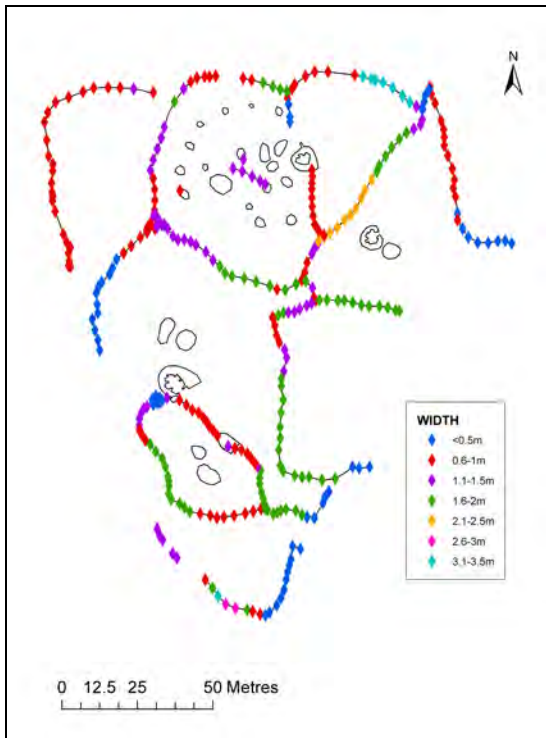 N
WIDTH
<0.5m
0.6-1m
1.1-1.5m
1.6-2m
2.1-2.5m
2.6-3m
3.1-3.5m
0 12.5 25 50 Metres